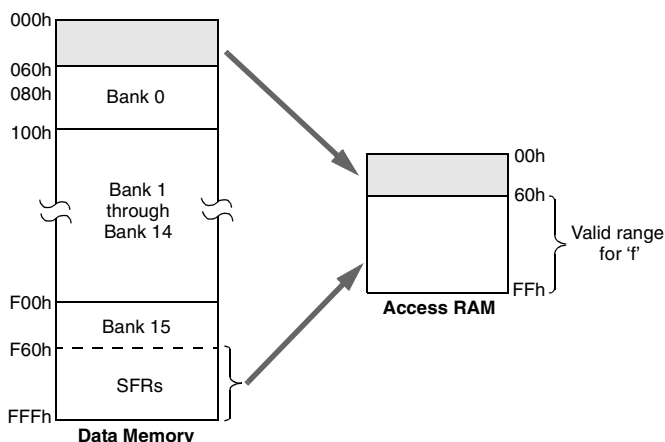 000h
060h
080h
Bank 0
100h
Bank 1
through
Bank 14
F00h
Bank 15
F60h
SFRs
FFFh
Data Memory
00h
60h
Valid range
for ‘f’
FFh
Access RAM